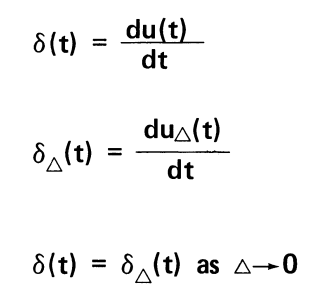 δ(t) = du(t)/dt
δ△(t) = du△(t)/dt
δ(t) = δ△(t) as △→0